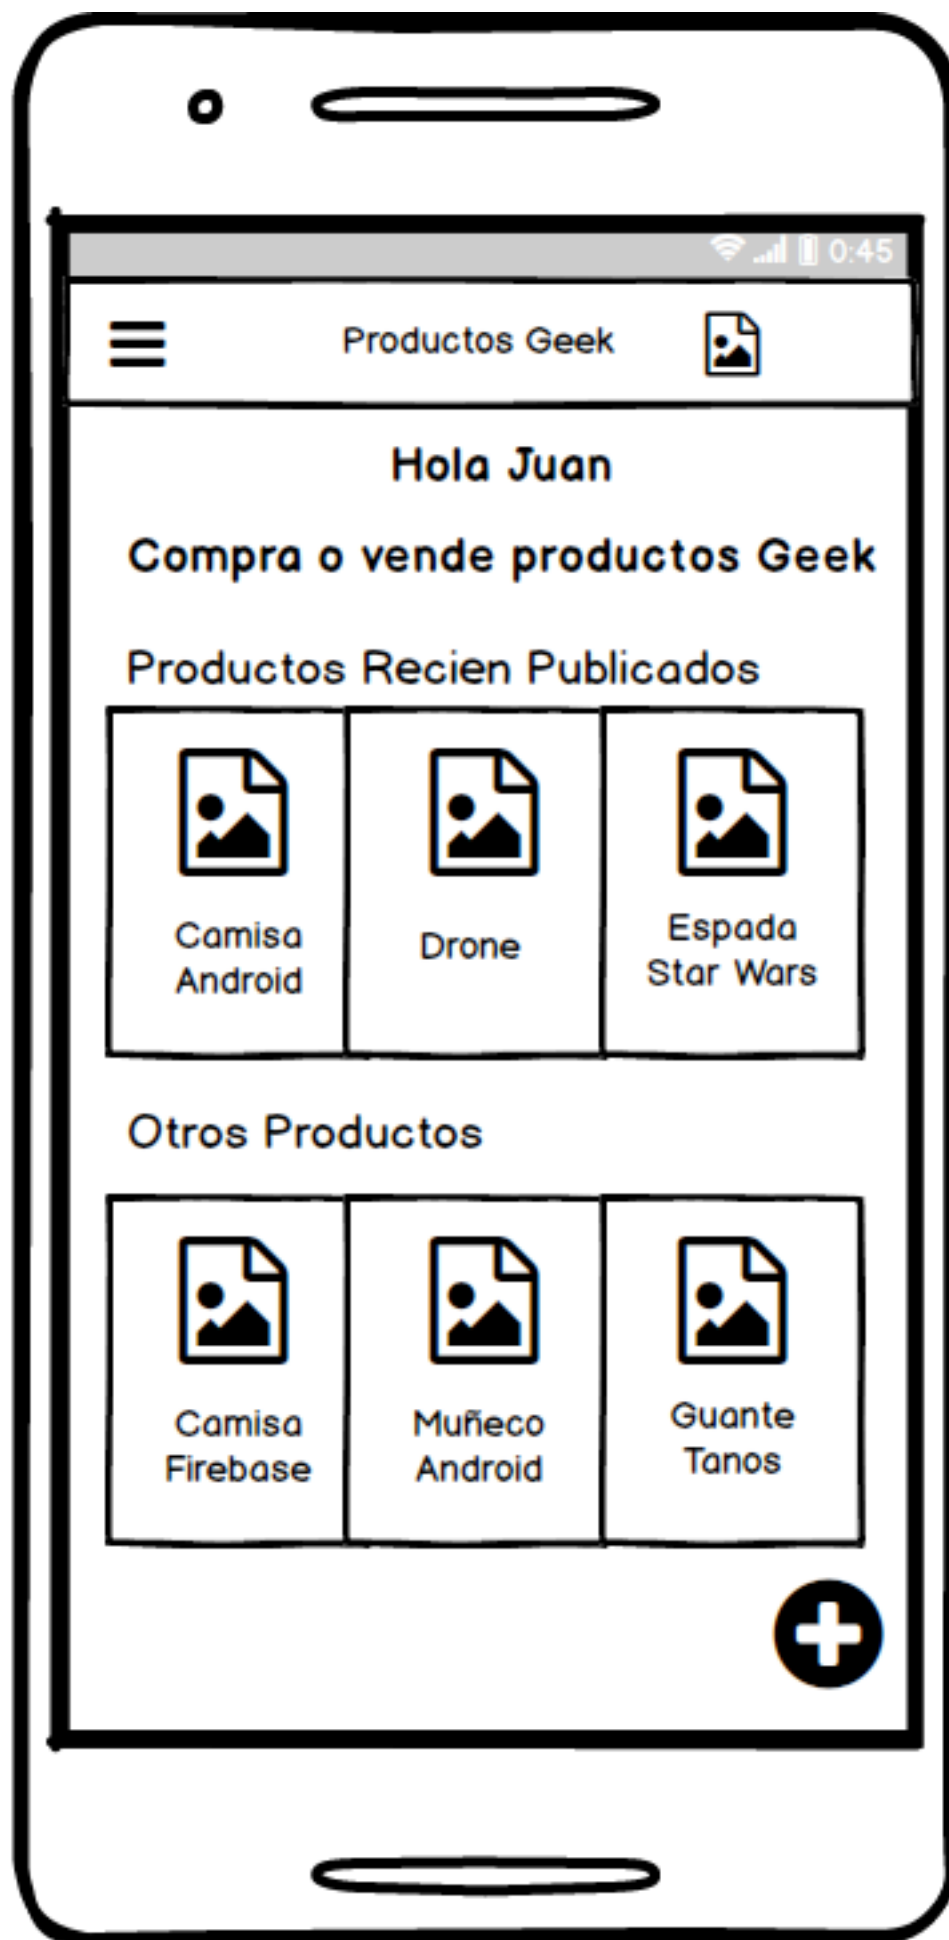 0:45
Productos Geek
Hola Juan
Compra o vende productos Geek
Productos Recien Publicados
Camisa
Android
Drone
Espada
Star Wars
Otros Productos
Camisa
Firebase
Muñeco
Android
Guante
Tanos